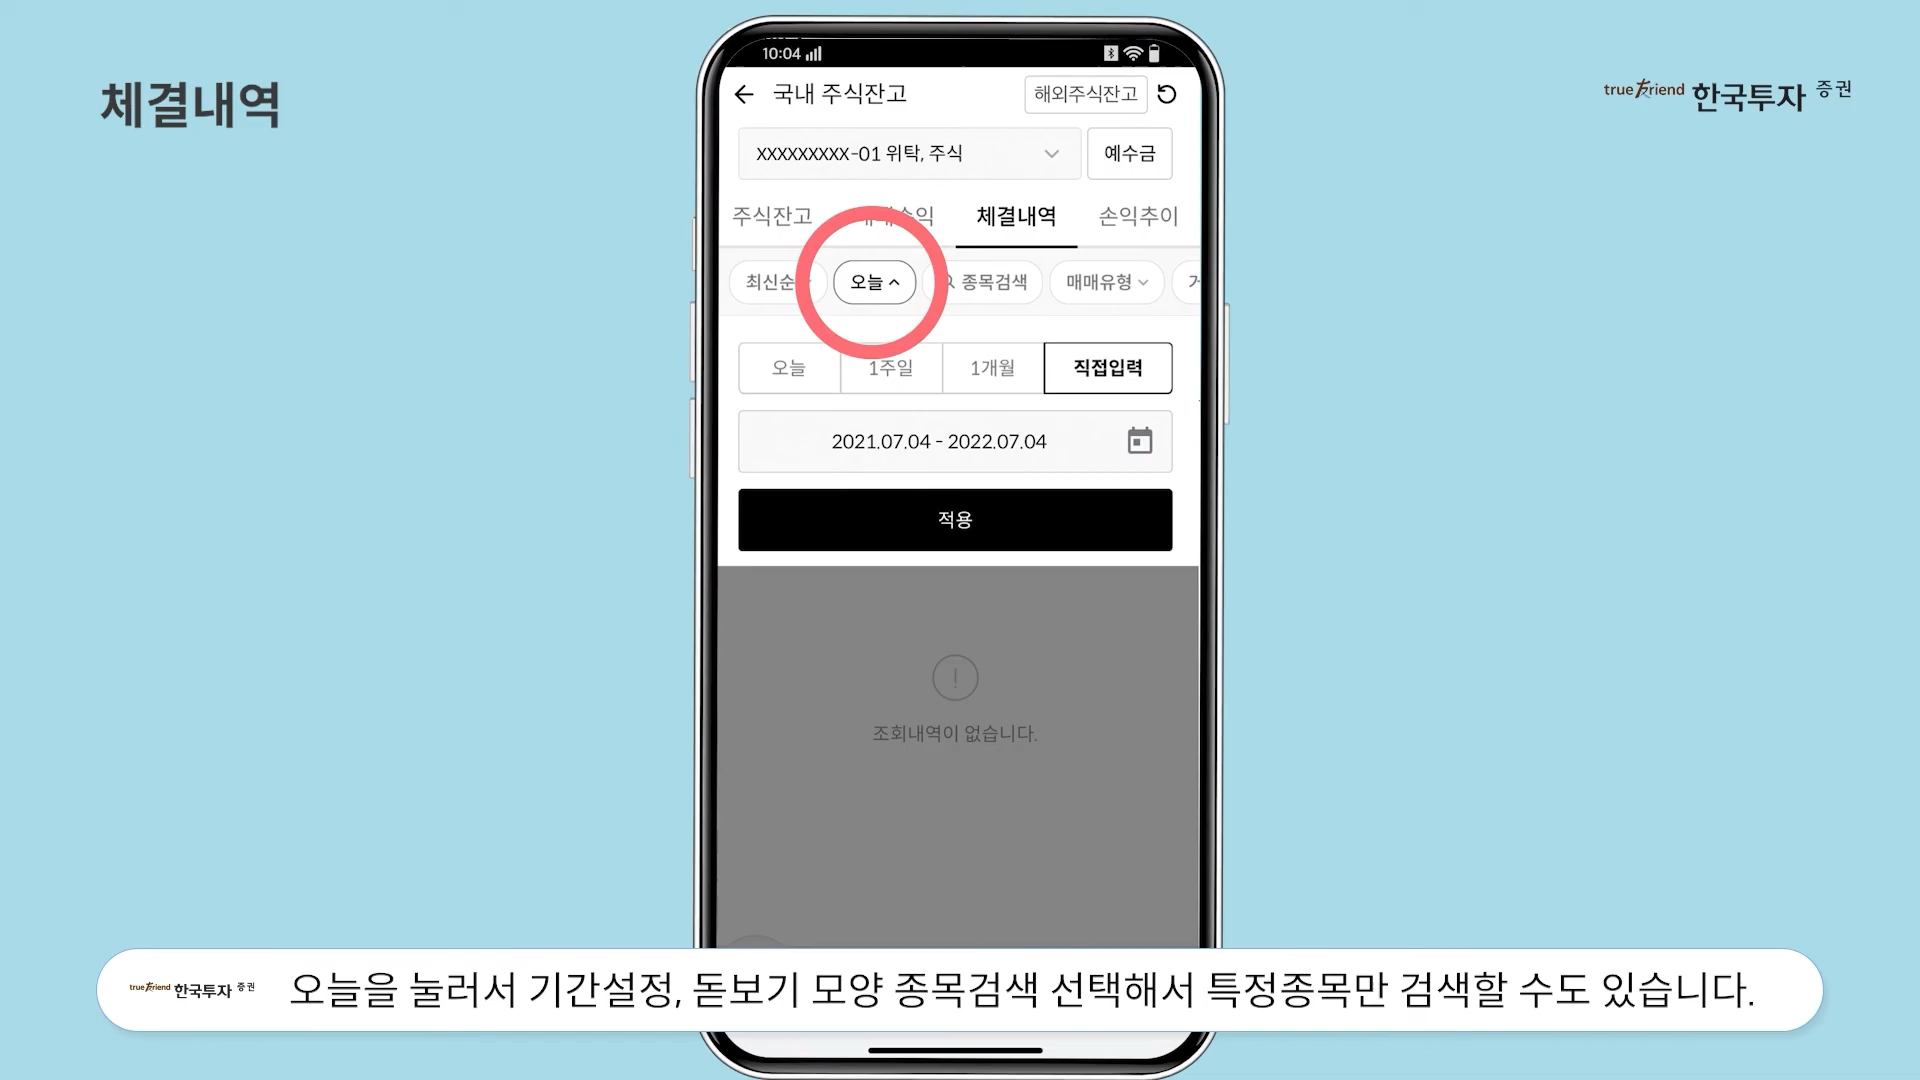 체결내역
true friend 한국투자 증권
10:04
국내 주식잔고 해외주식잔고
XXXXXXXXX-01 위탁, 주식 예수금
주식잔고 체결내역 손익추이
최신순 오늘 종목검색 매매유형
오늘 1주일 1개월 직접입력
2021.07.04 - 2022.07.04
적용
조회내역이 없습니다.
true friend 한국투자 증권 오늘을 눌러서 기간설정, 돋보기 모양 종목검색 선택해서 특정종목만 검색할 수도 있습니다.